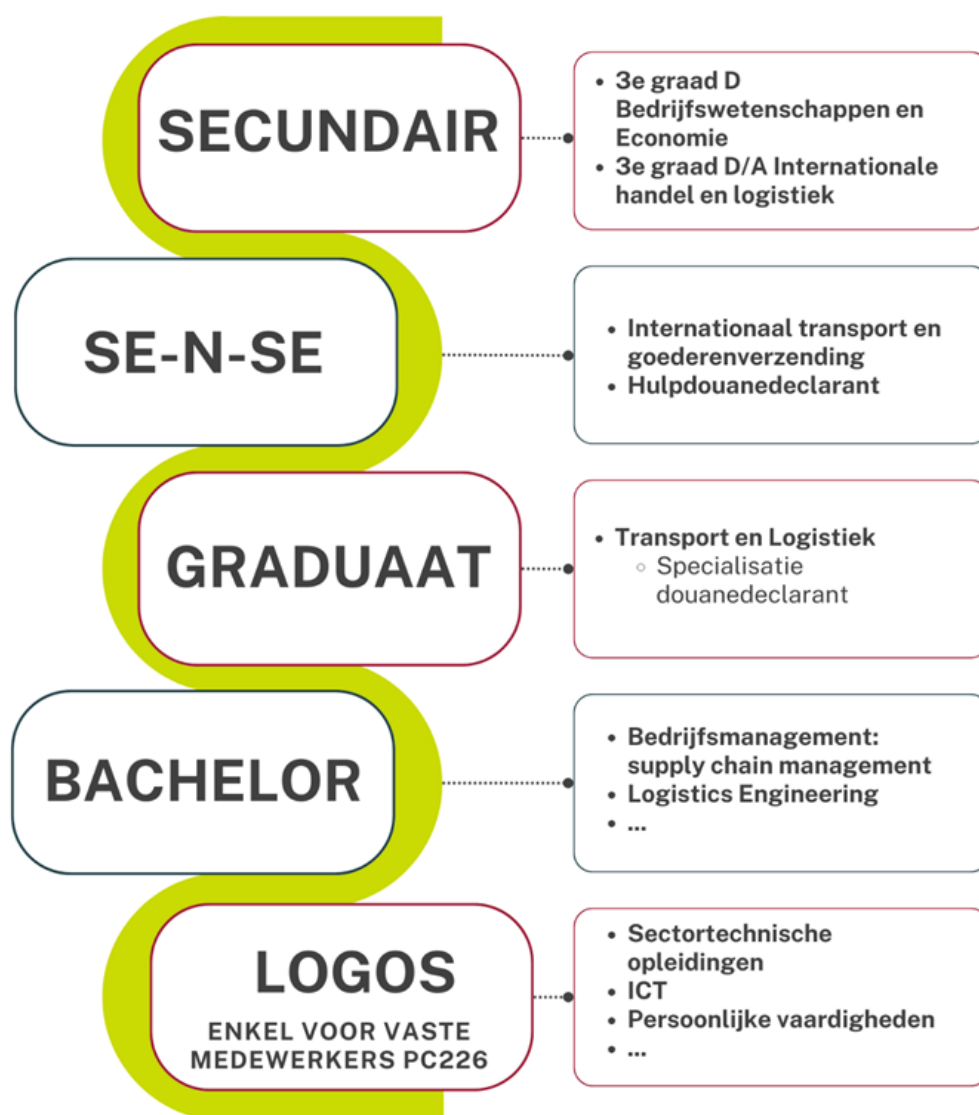 SECUNDAIR
• 3e graad D
Bedrijfswetenschappen en
Economie
• 3e graad D/A Internationale
handel en logistiek
SE-N-SE
• Internationaal transport en
goederenverzending
• Hulpdouanedeclarant
GRADUAAT
• Transport en Logistiek
◦ Specialisatie
douanedeclarant
BACHELOR
• Bedrijfsmanagement:
supply chain management
• Logistics Engineering
• ...
LOGOS
ENKEL VOOR VASTE
MEDEWERKERS PC226
• Sectortechnische
opleidingen
• ICT
• Persoonlijke vaardigheden
• ...